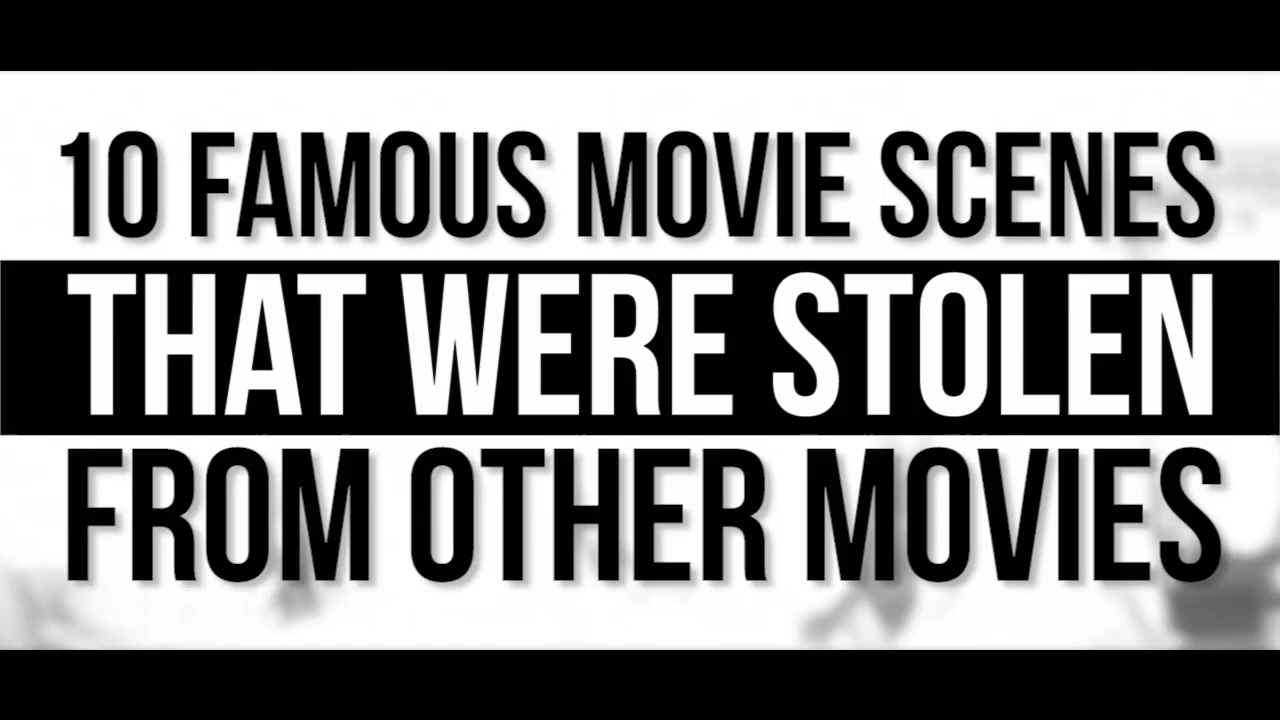 10 FAMOUS MOVIE SCENES
THAT WERE STOLEN
FROM OTHER MOVIES